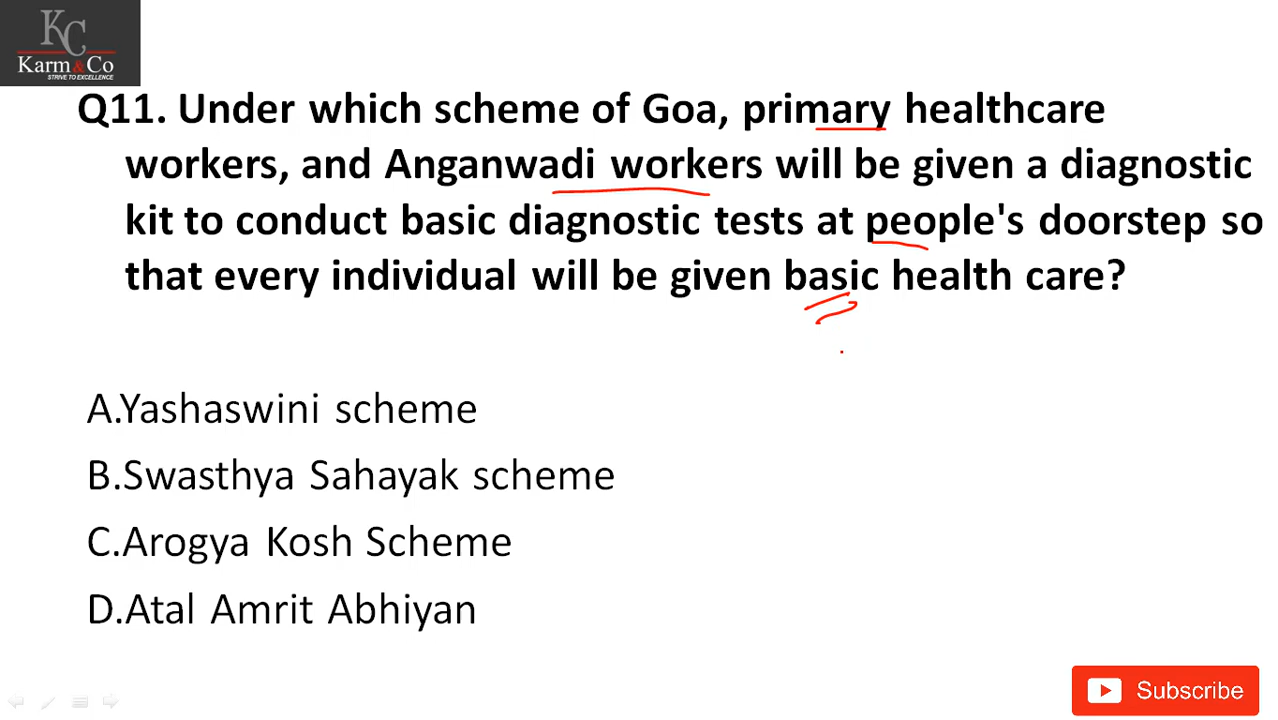 KC
Karm&Co
STRIVE TO EXCELLENCE
Q11. Under which scheme of Goa, primary healthcare
workers, and Anganwadi workers will be given a diagnostic
kit to conduct basic diagnostic tests at people's doorstep so
that every individual will be given basic health care?
A.Yashaswini scheme
B.Swasthya Sahayak scheme
C.Arogya Kosh Scheme
D.Atal Amrit Abhiyan
Subscribe